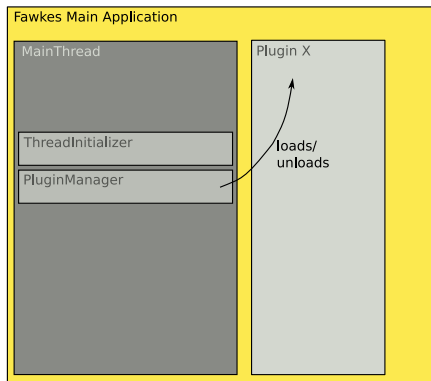 Fawkes Main Application
MainThread
Plugin X
ThreadInitializer
PluginManager
loads/
unloads